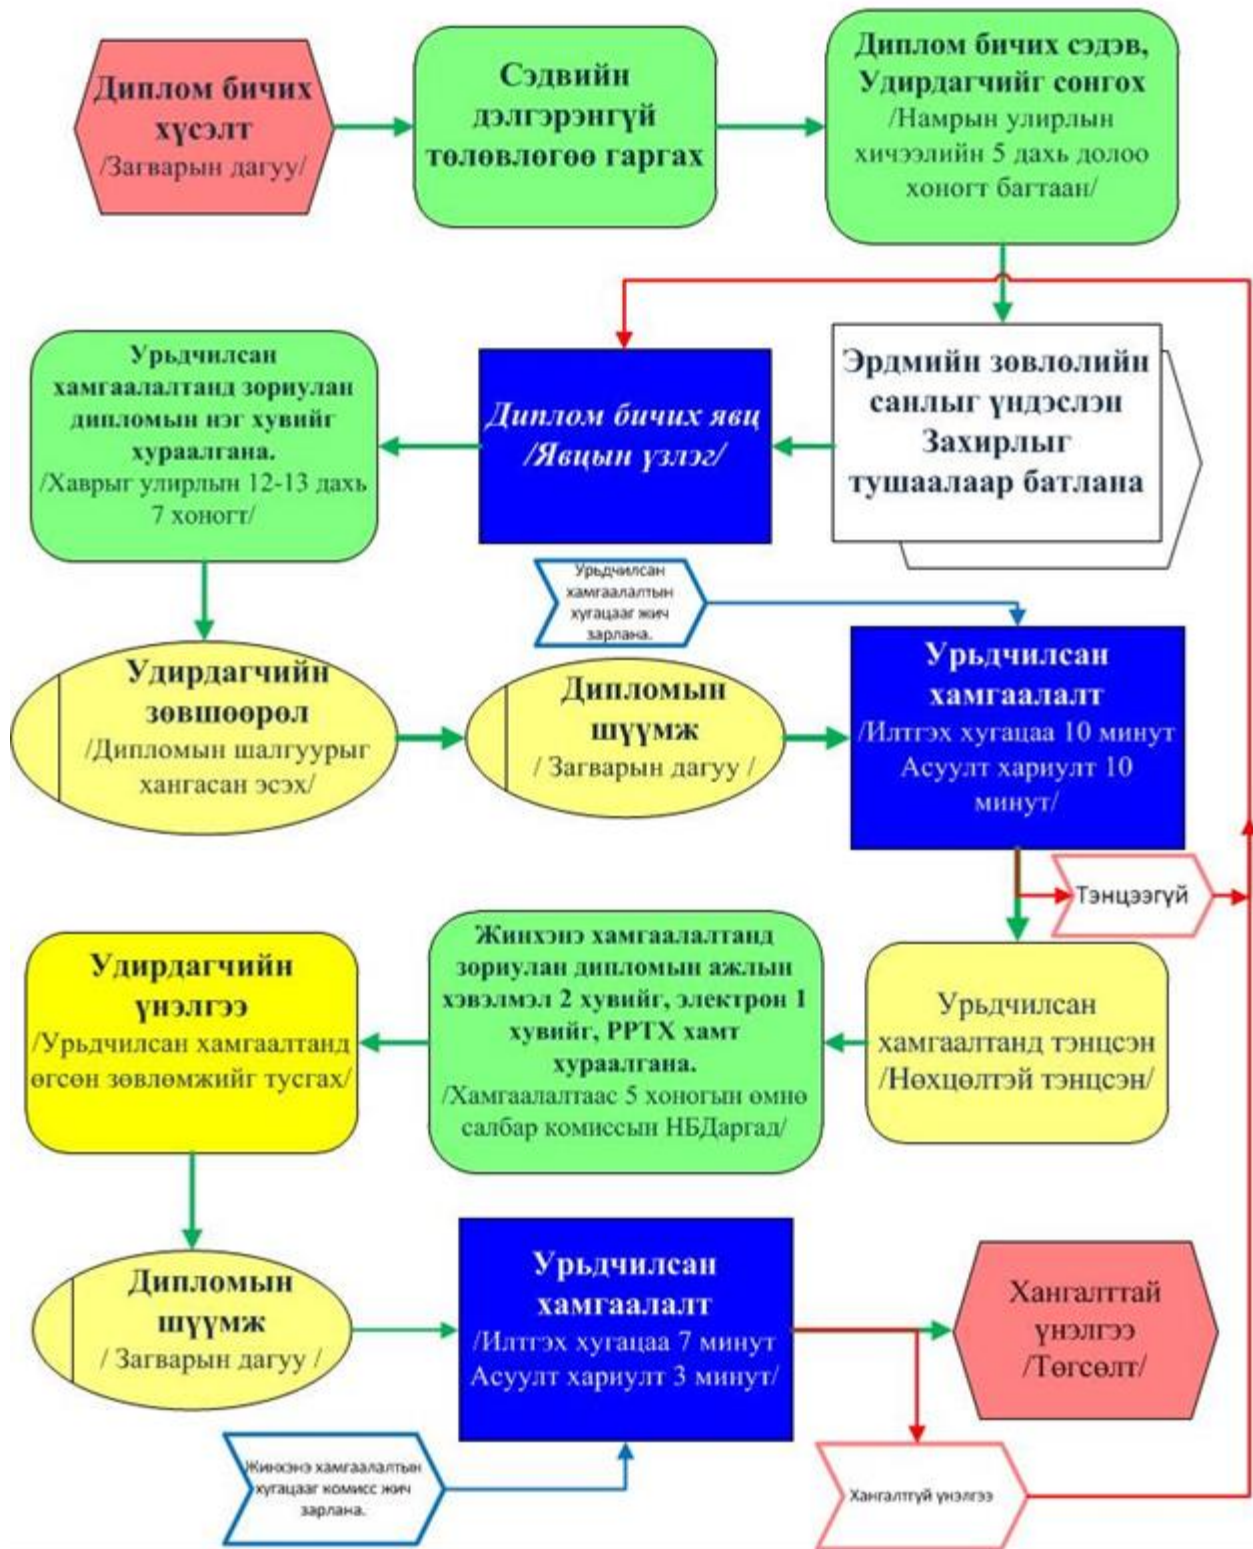 Диплом бичих
хүсэлт
/Загварын дагуу/
Сэдвийн
дэлгэрэнгүй
төлөвлөгөө гаргах
Диплом бичих сэдэв,
Удирдагчийг сонгох
/Намрын улирлын
хичээлийн 5 дахь долоо
хоногт багтаан/
Эрдмийн зөвлөлийн
санлыг үндэслэн
Захирлыг
тушаалаар батлана
Диплом бичих явц
/Явцын үзлэг/
Урьдчилсан
хамгаалалтанд зориулан
дипломын нэг хувийг
хураалгана.
/Хаврыг улирлын 12-13 дахь
7 хоногт/
Урьдчилсан
хамгаалалтын
хугацааг жич
зарлана.
Удирдагчийн
зөвшөөрөл
/Дипломын шалгуурыг
хангасан эсэх/
Дипломын
шүүмж
/ Загварын дагуу /
Урьдчилсан
хамгаалалт
/Илтгэх хугацаа 10 минут
Асуулт хариулт 10
минут/
Тэнцээгүй
Урьдчилсан
хамгаалтанд тэнцсэн
/Нөхцөлтэй тэнцсэн/
Жинхэнэ хамгаалалтанд
зориулан дипломын ажлын
хэвэлмэл 2 хувийг, электрон 1
хувийг, PPTX хамт
хураалгана.
/Хамгаалалтаас 5 хоногын өмнө
салбар комиссын НБДаргад/
Удирдагчийн
үнэлгээ
/Урьдчилсан хамгаалтанд
өгсөн зөвлөмжийг тусгах/
Дипломын
шүүмж
/ Загварын дагуу /
Урьдчилсан
хамгаалалт
/Илтгэх хугацаа 7 минут
Асуулт хариулт 3 минут/
Хангалттай
үнэлгээ
/Төгсөлт/
Жинхэнэ хамгаалалтын
хугацааг комисс жич
зарлана.
Хангалтгүй үнэлгээ